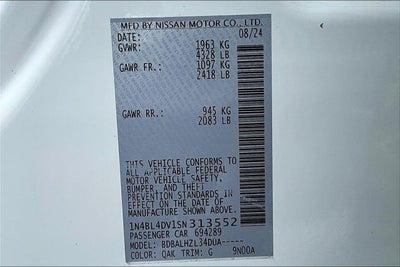 MFD BY NISSAN MOTOR CO., LTD.
DATE: 08/24
GVWR: 1963 KG
4328 LB
GAWR FR.: 1097 KG
2418 LB
GAWR RR.: 945 KG
2083 LB
THIS VEHICLE CONFORMS TO
ALL APPLICABLE FEDERAL
MOTOR VEHICLE SAFETY,
BUMPER, AND THEFT
PREVENTION STANDARDS IN
EFFECT ON THE DATE OF
MANUFACTURE SHOWN ABOVE.
1N4BL4DV1SN313552
PASSENGER CAR 694289
MODEL: BDBALHZL34DUA-----
COLOR: QAK TRIM: G 9N00A